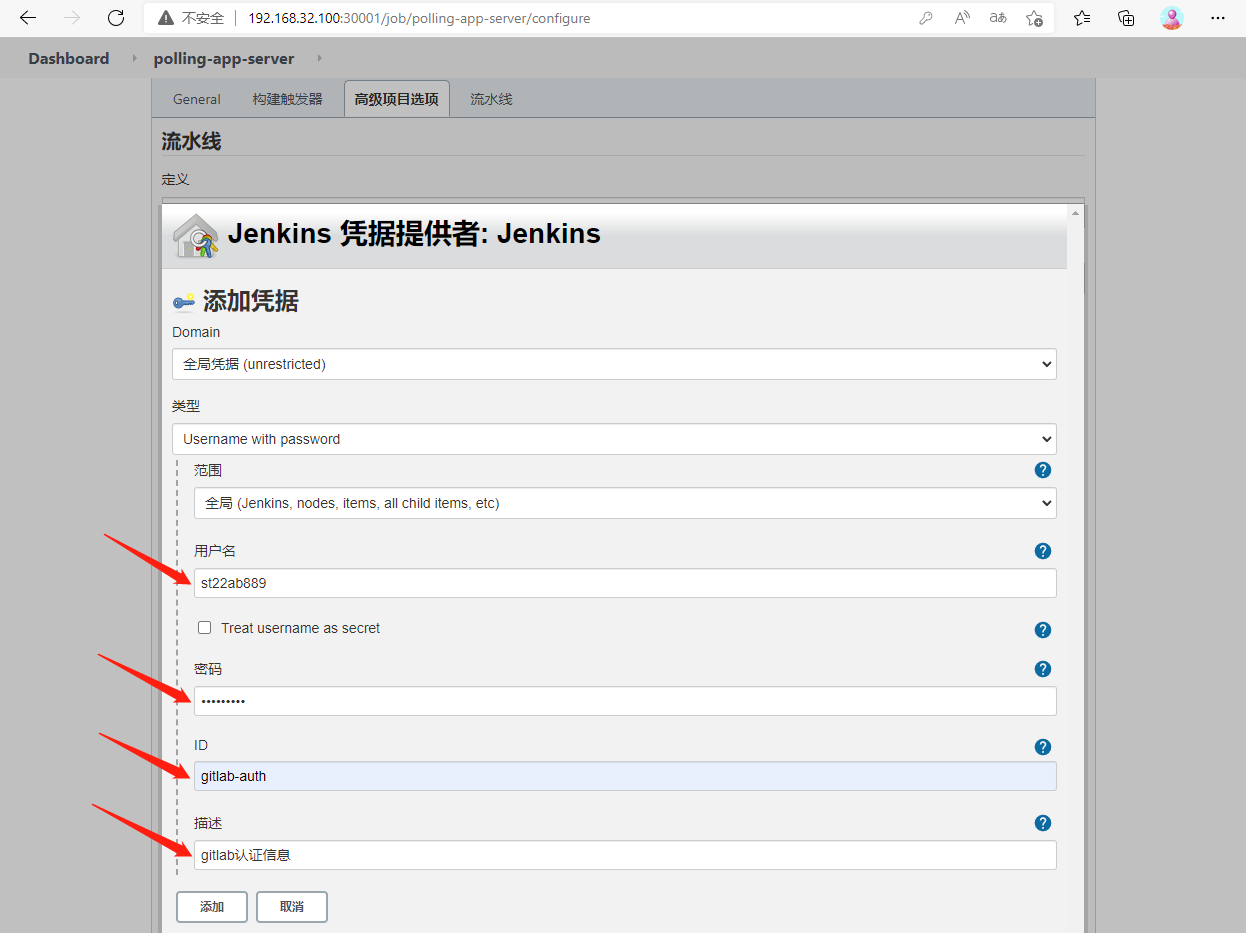 不安全 192.168.32.100:30001/job/polling-app-server/configure
Dashboard polling-app-server
General 构建触发器 高级项目选项 流水线
流水线
定义
Jenkins 凭据提供者: Jenkins
添加凭据
Domain
全局凭据 (unrestricted)
类型
Username with password
范围
全局 (Jenkins, nodes, items, all child items, etc)
用户名
st22ab889
Treat username as secret
密码
•••••••••
ID
gitlab-auth
描述
gitlab认证信息
添加 取消